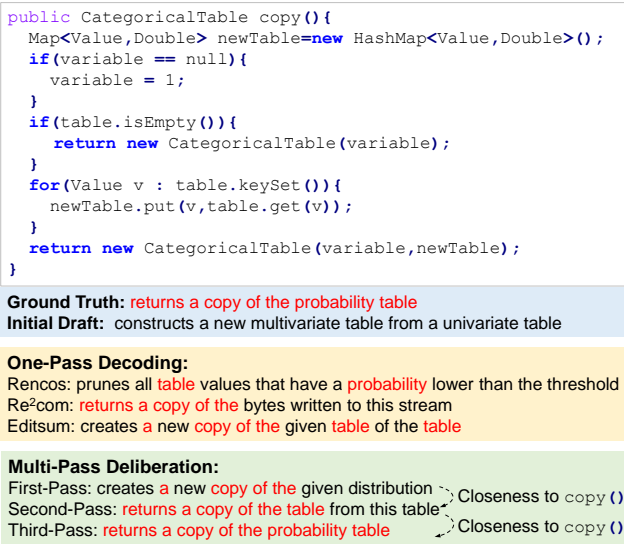 public CategoricalTable copy(){
Map<Value,Double> newTable=new HashMap<Value,Double>();
if(variable == null){
variable = 1;
}
if(table.isEmpty()){
return new CategoricalTable(variable);
}
for(Value v : table.keySet()){
newTable.put(v,table.get(v));
}
return new CategoricalTable(variable,newTable);
}
Ground Truth: returns a copy of the probability table
Initial Draft: constructs a new multivariate table from a univariate table
One-Pass Decoding:
Rencos: prunes all table values that have a probability lower than the threshold
Re²com: returns a copy of the bytes written to this stream
Editsum: creates a new copy of the given table of the table
Multi-Pass Deliberation:
First-Pass: creates a new copy of the given distribution
Closeness to copy()
Second-Pass: returns a copy of the table from this table
Closeness to copy()
Third-Pass: returns a copy of the probability table